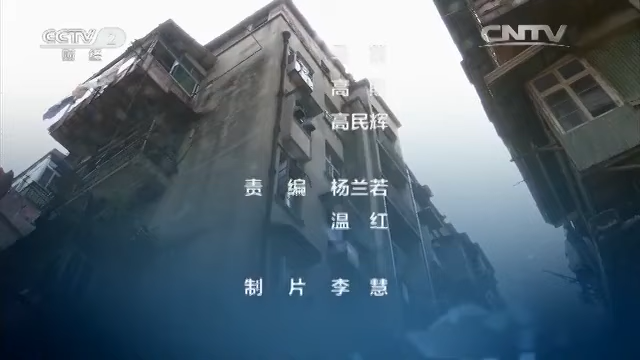 CCTV 2 CNTV
财经
高
高民辉
责 编 杨兰若
温 红
制 片 李 慧